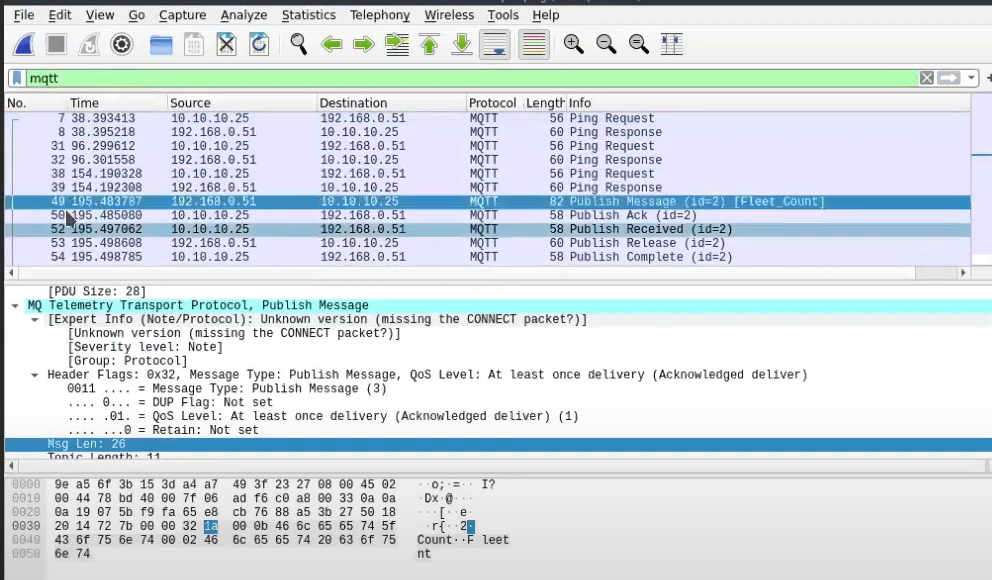 File Edit View Go Capture Analyze Statistics Telephony Wireless Tools Help
mqtt
No. Time Source Destination Protocol Length Info
7 38.393413 10.10.10.25 192.168.0.51 MQTT 56 Ping Request
8 38.395218 192.168.0.51 10.10.10.25 MQTT 60 Ping Response
31 96.299612 10.10.10.25 192.168.0.51 MQTT 56 Ping Request
32 96.301558 192.168.0.51 10.10.10.25 MQTT 60 Ping Response
38 154.190328 10.10.10.25 192.168.0.51 MQTT 56 Ping Request
39 154.192308 192.168.0.51 10.10.10.25 MQTT 60 Ping Response
49 195.483787 192.168.0.51 10.10.10.25 MQTT 82 Publish Message (id=2) [Fleet_Count]
50 195.485080 10.10.10.25 192.168.0.51 MQTT 58 Publish Ack (id=2)
52 195.497062 10.10.10.25 192.168.0.51 MQTT 58 Publish Received (id=2)
53 195.498608 192.168.0.51 10.10.10.25 MQTT 60 Publish Release (id=2)
54 195.498785 10.10.10.25 192.168.0.51 MQTT 58 Publish Complete (id=2)
[PDU Size: 28]
MQ Telemetry Transport Protocol, Publish Message
[Expert Info (Note/Protocol): Unknown version (missing the CONNECT packet?)]
[Unknown version (missing the CONNECT packet?)]
[Severity level: Note]
[Group: Protocol]
Header Flags: 0x32, Message Type: Publish Message, QoS Level: At least once delivery (Acknowledged deliver)
0011 .... = Message Type: Publish Message (3)
.... 0... = DUP Flag: Not set
.... .01. = QoS Level: At least once delivery (Acknowledged deliver) (1)
.... ...0 = Retain: Not set
Msg Len: 26
Topic Length: 11
0000 9e a5 6f 3b 15 3d a4 a7 49 3f 23 27 08 00 45 02 ··o;·=·· I?
0010 00 44 78 bd 40 00 7f 06 ad f6 c0 a8 00 33 0a 0a ·Dx·@···
0020 0a 19 07 5b f9 fa 65 e8 cb 76 88 a5 3b 27 50 18 ···[··e·
0030 20 14 72 7b 00 00 32 1a 00 0b 46 6c 65 65 74 5f ·r{··2·
0040 43 6f 75 6e 74 00 02 46 6c 65 65 74 20 63 6f 75 Count··F leet
0050 6e 74 nt